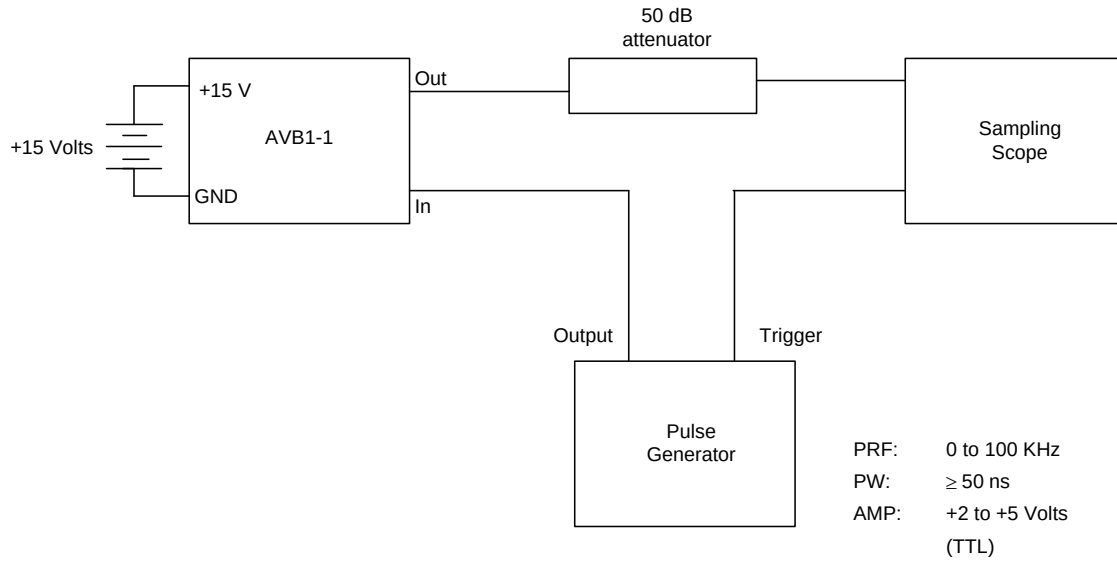 50 dB
attenuator
Out
+15 V
AVB1-1
+15 Volts
Sampling
Scope
GND
In
Output
Trigger
Pulse
Generator
PRF: 0 to 100 KHz
PW: ≥ 50 ns
AMP: +2 to +5 Volts
(TTL)